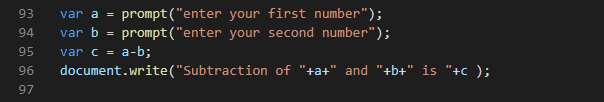 93 var a = prompt("enter your first number");
94 var b = prompt("enter your second number");
95 var c = a-b;
96 document.write("Subtraction of "+a+" and "+b+" is "+c );
97